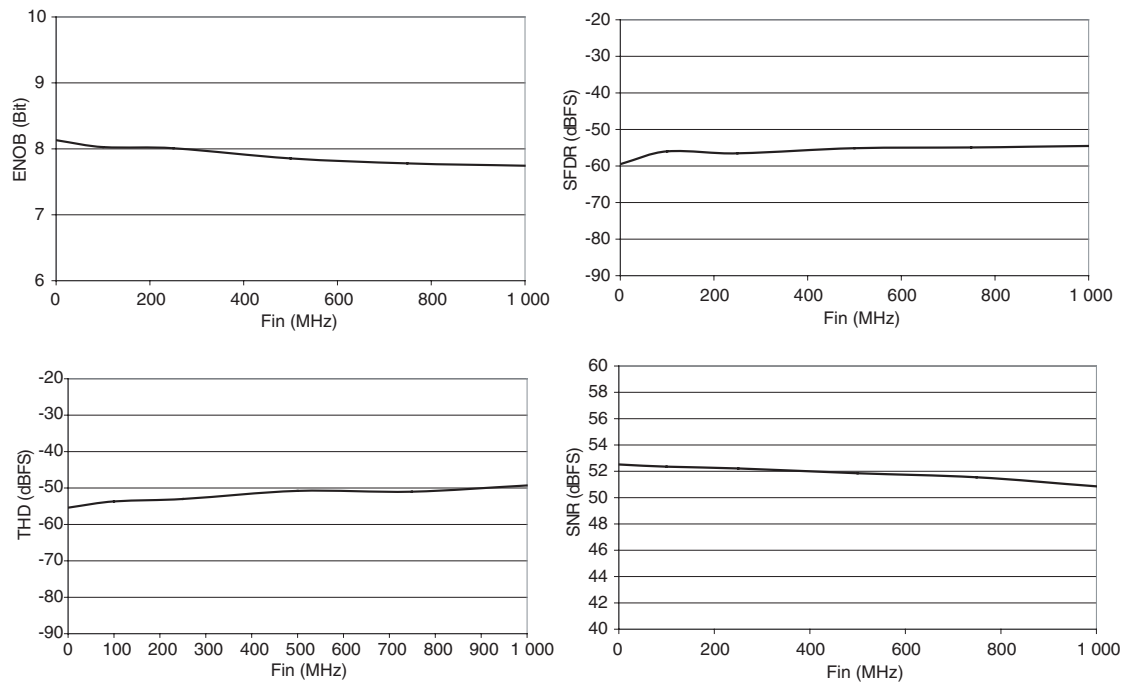 ENOB (Bit)
10
9
8
7
6
0 200 400 600 800 1 000
Fin (MHz)
SFDR (dBFS)
-20
-30
-40
-50
-60
-70
-80
-90
0 200 400 600 800 1 000
Fin (MHz)
THD (dBFS)
-20
-30
-40
-50
-60
-70
-80
-90
0 100 200 300 400 500 600 700 800 900 1 000
Fin (MHz)
SNR (dBFS)
60
58
56
54
52
50
48
46
44
42
40
0 200 400 600 800 1 000
Fin (MHz)